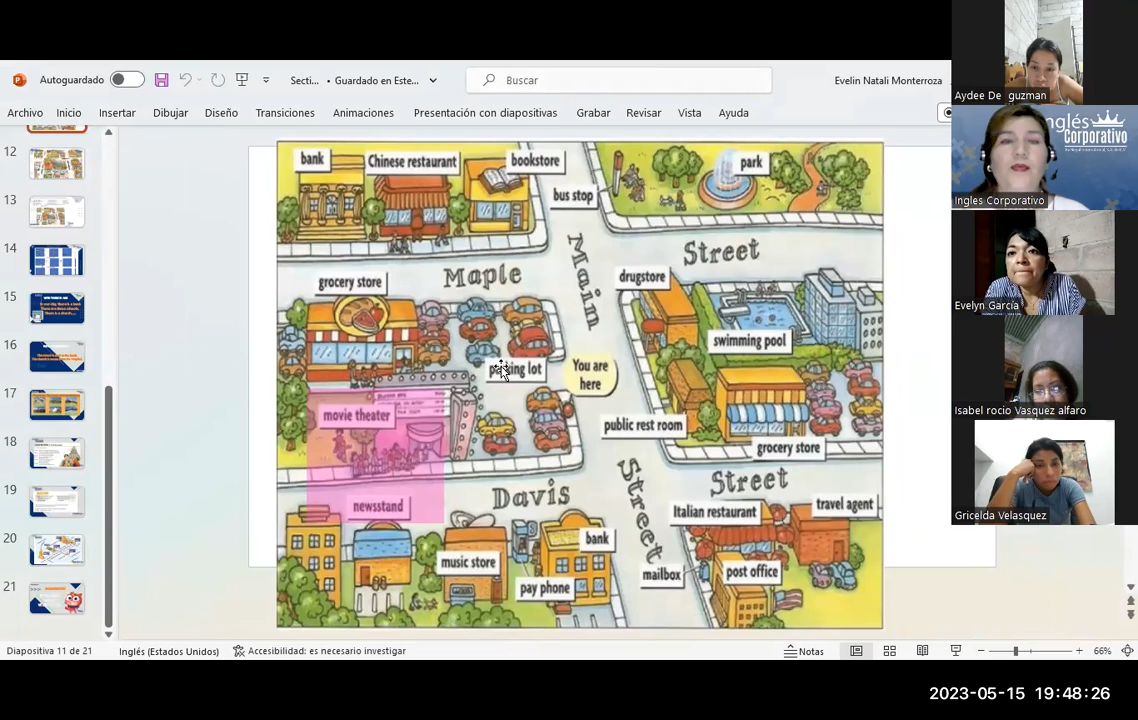 Autoguardado
Secti... • Guardado en Este...
Buscar
Evelin Natali Monterroza
Archivo Inicio Insertar Dibujar Diseño Transiciones Animaciones Presentación con diapositivas Grabar Revisar Vista Ayuda
12
13
14
15
16
17
18
19
20
21
bank
Chinese restaurant
bookstore
park
bus stop
Maple Street
Main Street
grocery store
drugstore
swimming pool
parking lot
You are
here
movie theater
public rest room
grocery store
Davis Street
newsstand
Italian restaurant
travel agent
bank
music store
pay phone
mailbox
post office
Aydee De guzman
Inglés
Corporativo
Ingles Corporativo
Evelyn García
Isabel rocio Vasquez alfaro
Gricelda Velasquez
Diapositiva 11 de 21
Inglés (Estados Unidos)
Accesibilidad: es necesario investigar
Notas
66%
2023-05-15 19:48:26